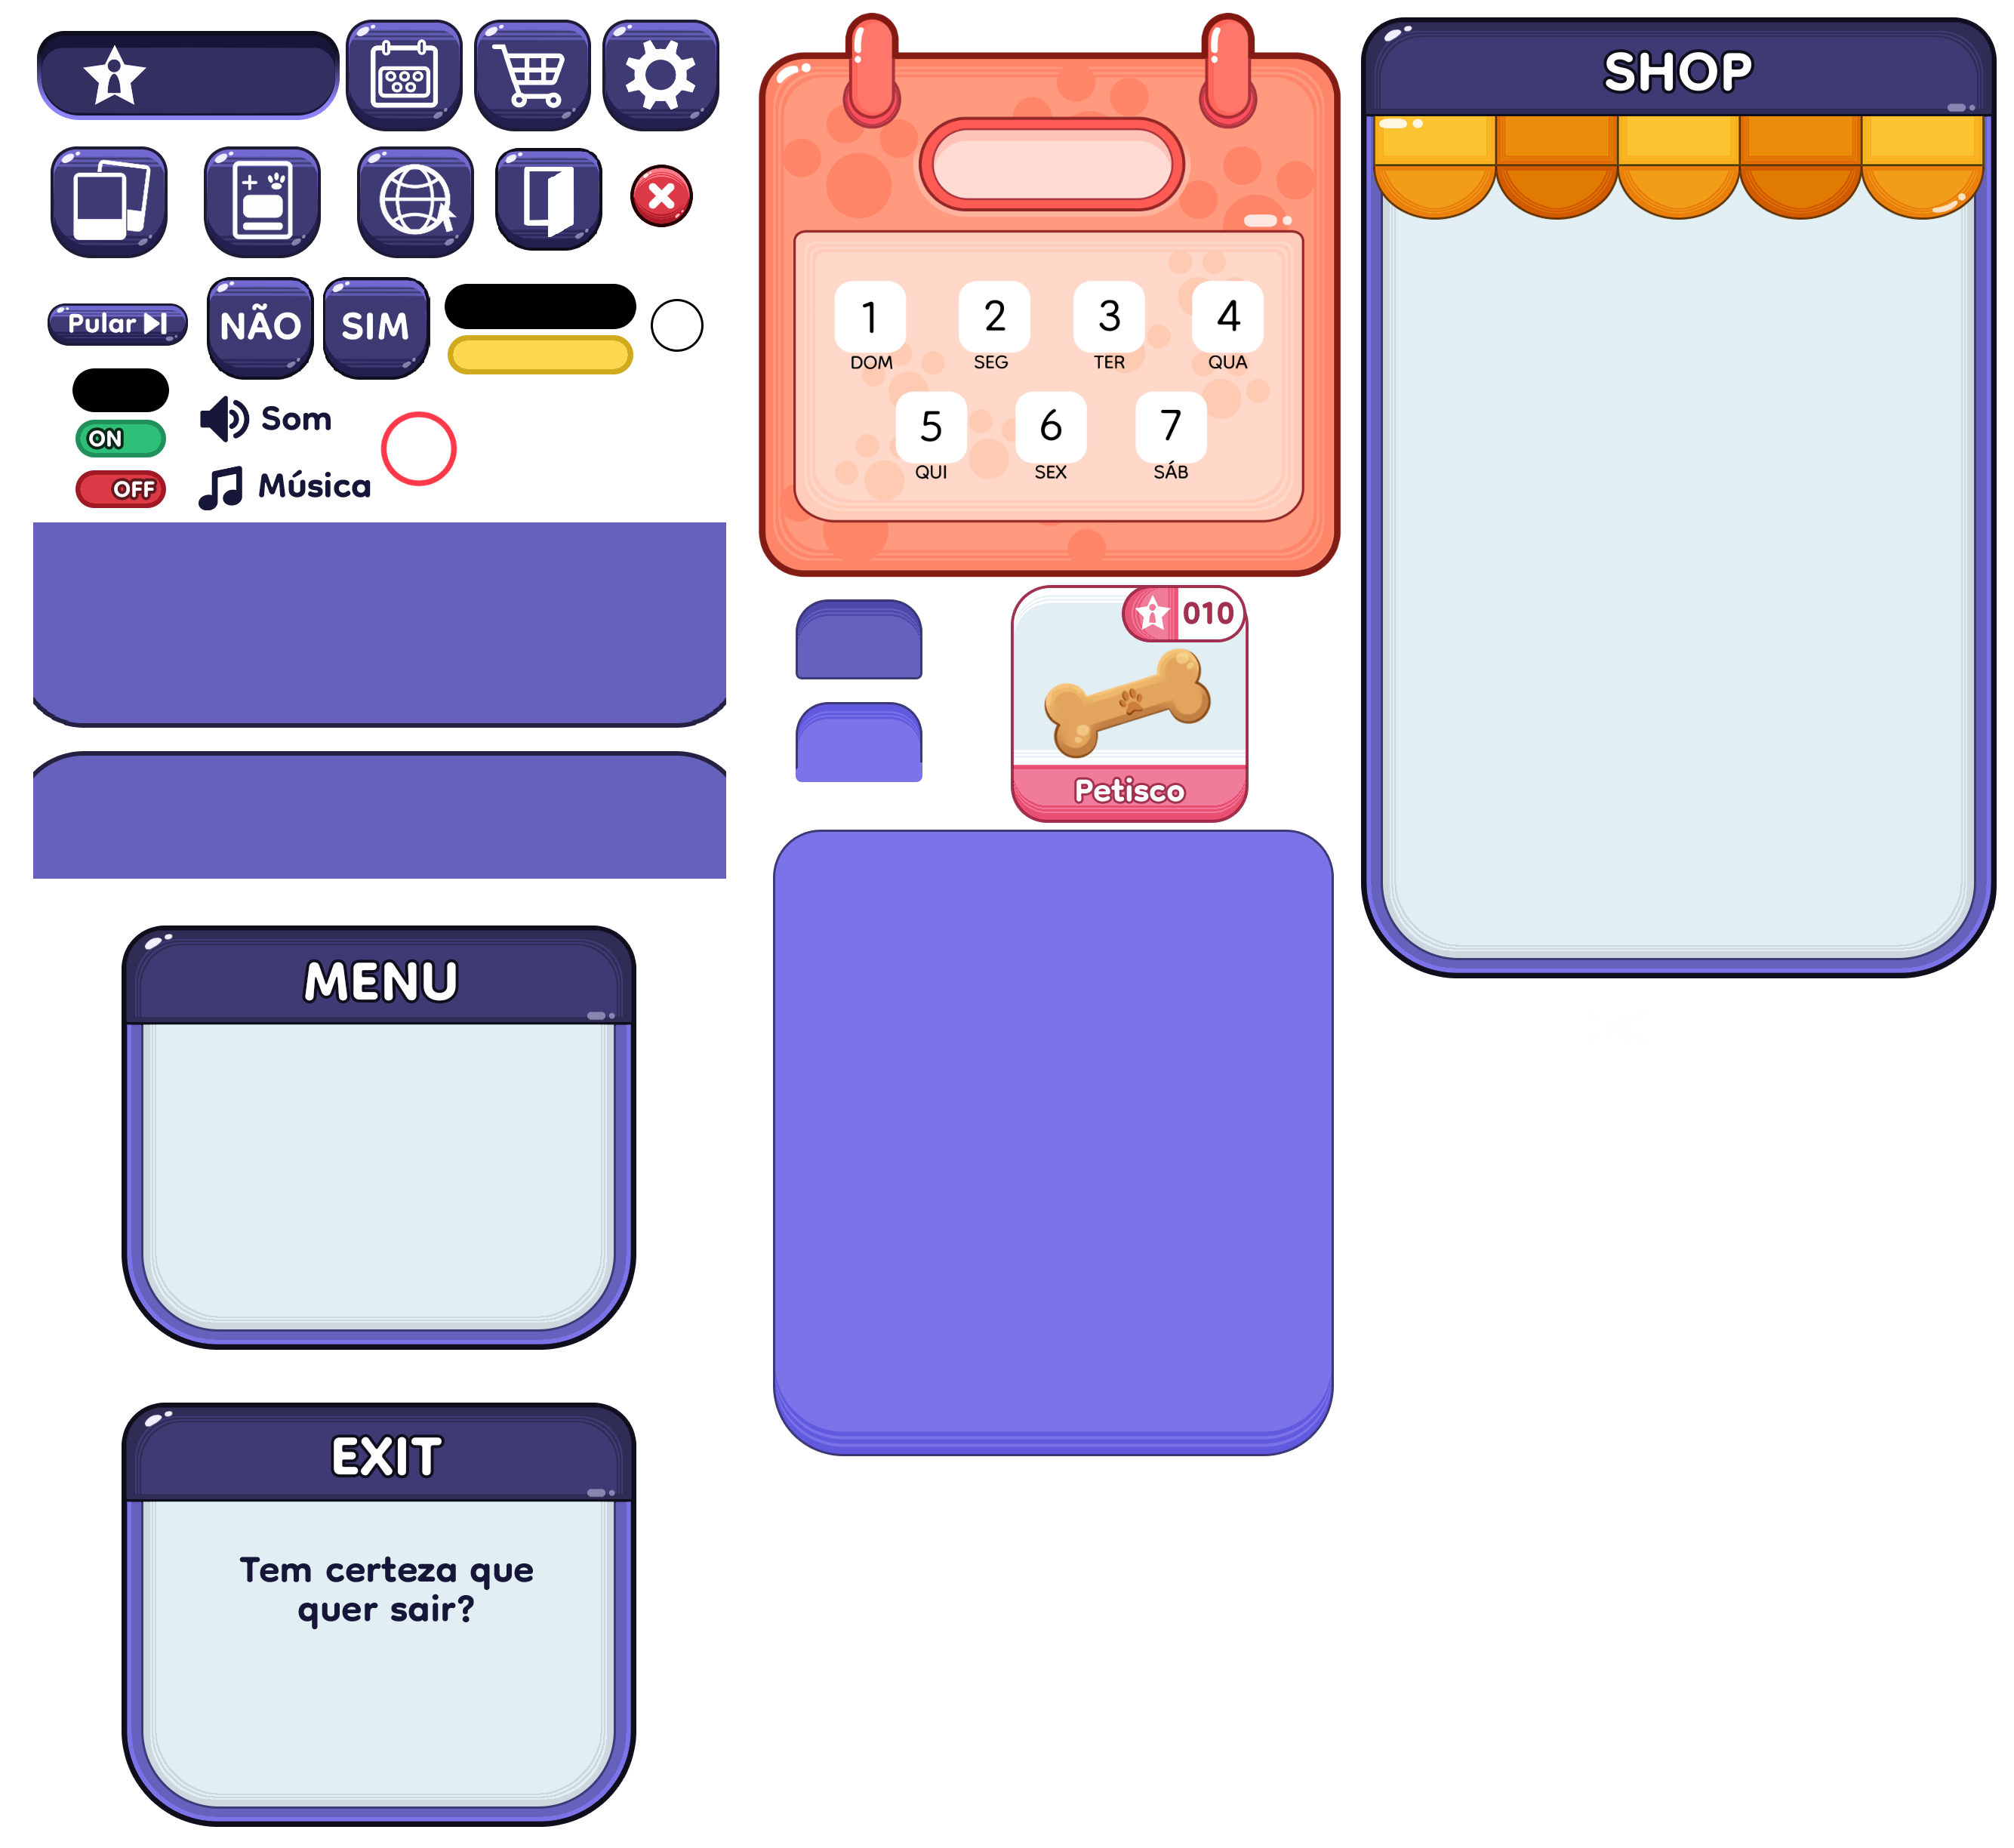 Pular
NÃO
SIM
ON
Som
OFF
Música
MENU
EXIT
Tem certeza que
quer sair?
1
DOM
2
SEG
3
TER
4
QUA
5
QUI
6
SEX
7
SÁB
010
Petisco
SHOP